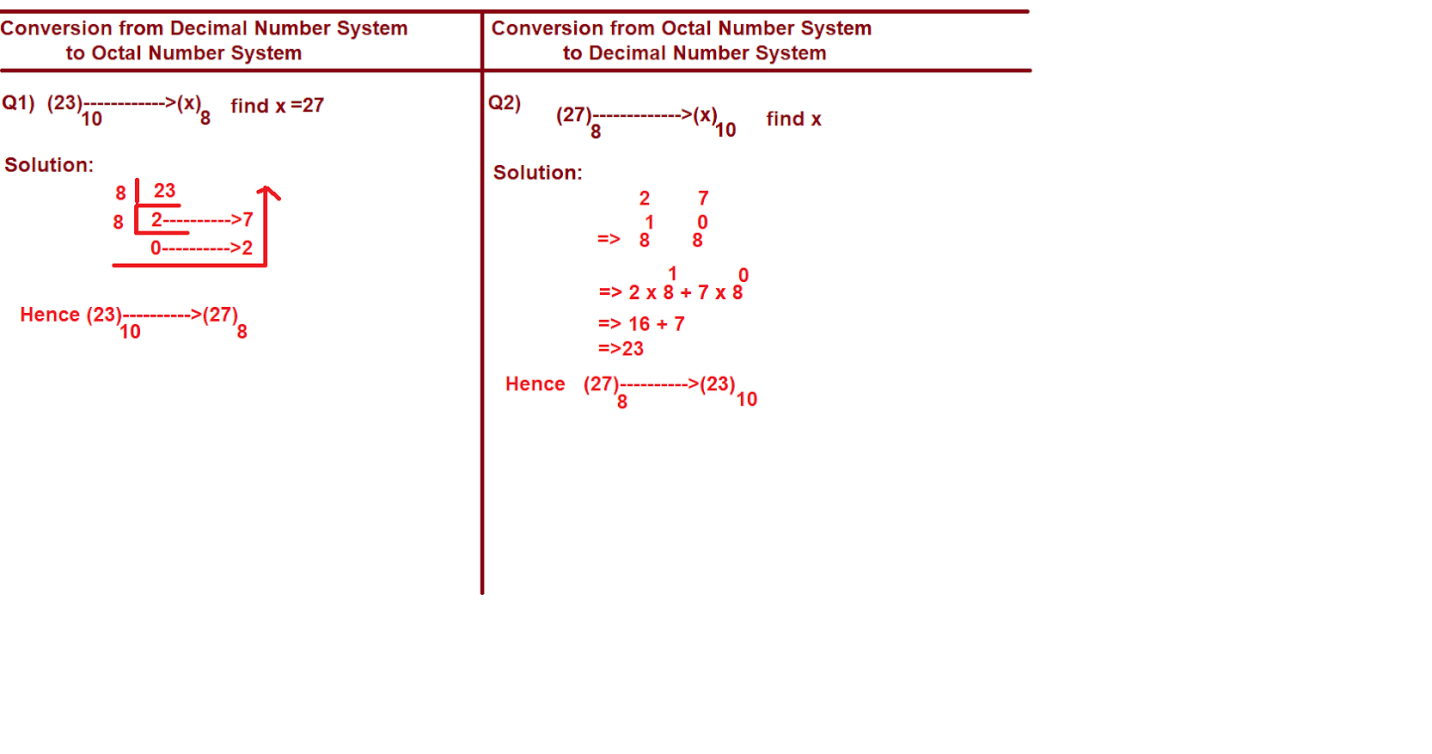 Conversion from Decimal Number System
to Octal Number System
Q1) (23)------------>(x)  find x =27
10 8
Solution:
8 23
8 2---------->7
0---------->2
Hence (23)---------->(27)
10 8
Conversion from Octal Number System
to Decimal Number System
Q2)
(27)------------->(x)  find x
8 10
Solution:
2 7
1 0
=> 8 8
1 0
=> 2 x 8 + 7 x 8
=> 16 + 7
=>23
Hence (27)---------->(23)
8 10